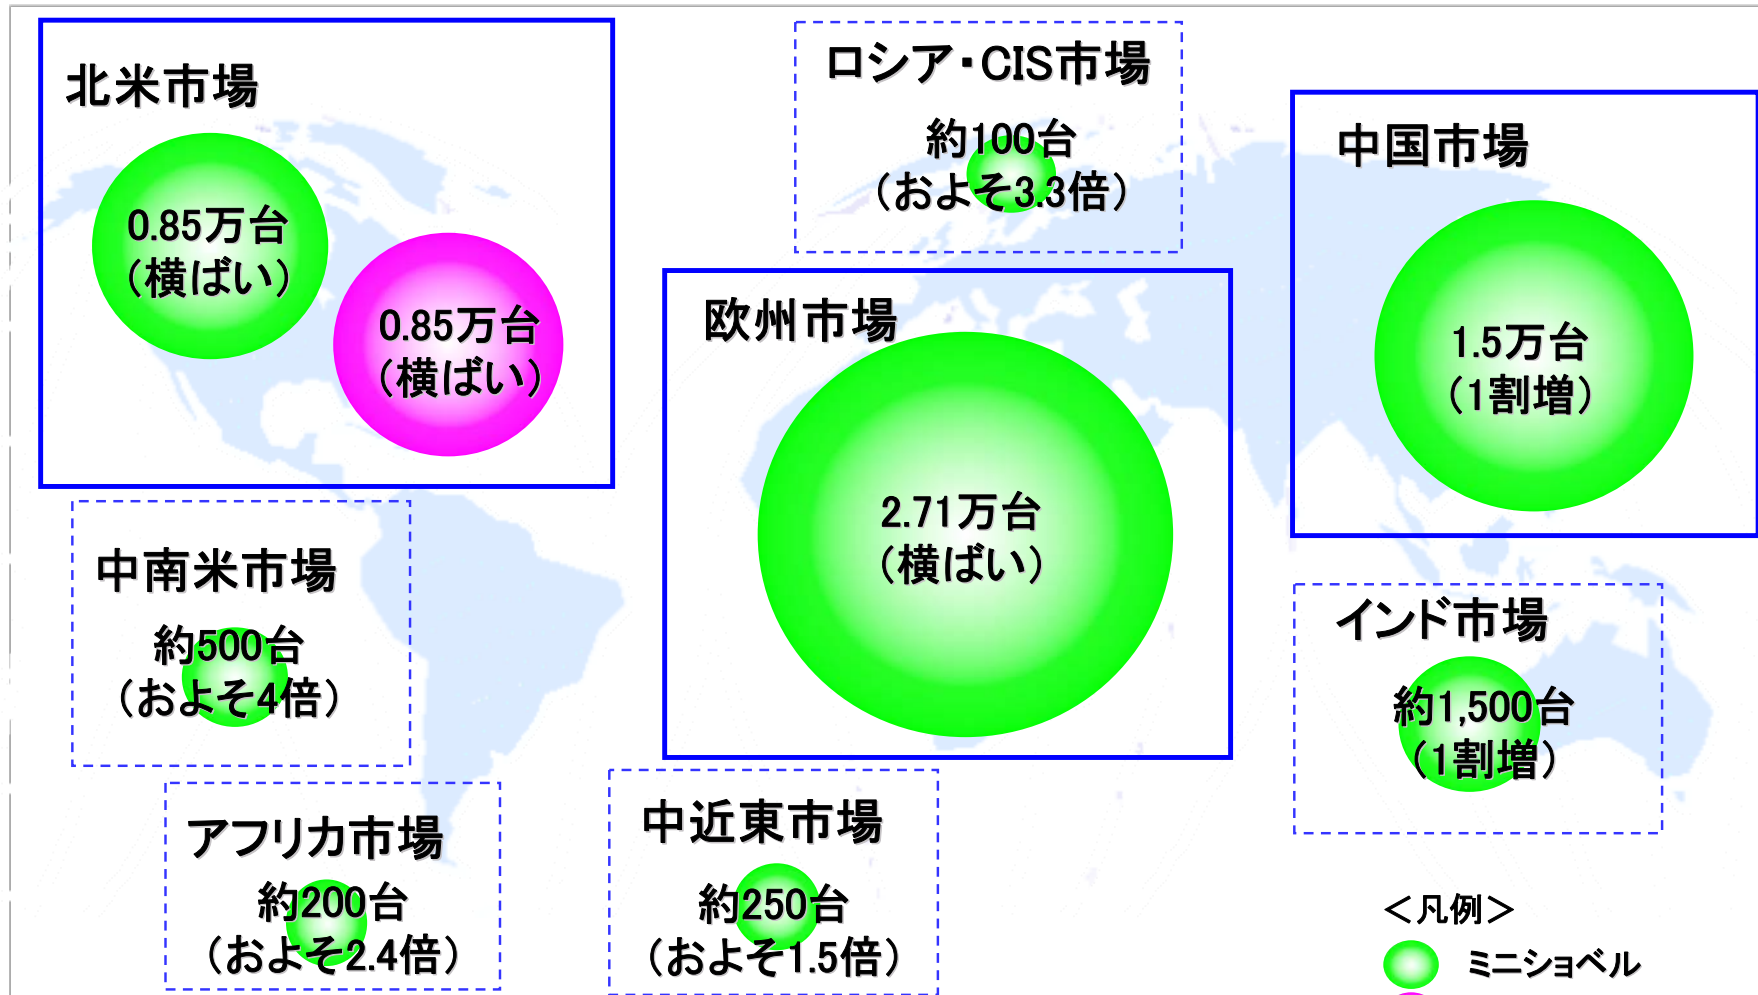 北米市場
0.85万台
(横ばい)
0.85万台
(横ばい)
ロシア・CIS市場
約100台
(およそ3.3倍)
中国市場
1.5万台
(1割増)
欧州市場
2.71万台
(横ばい)
中南米市場
約500台
(およそ4倍)
インド市場
約1,500台
(1割増)
アフリカ市場
約200台
(およそ2.4倍)
中近東市場
約250台
(およそ1.5倍)
<凡例>
ミニショベル